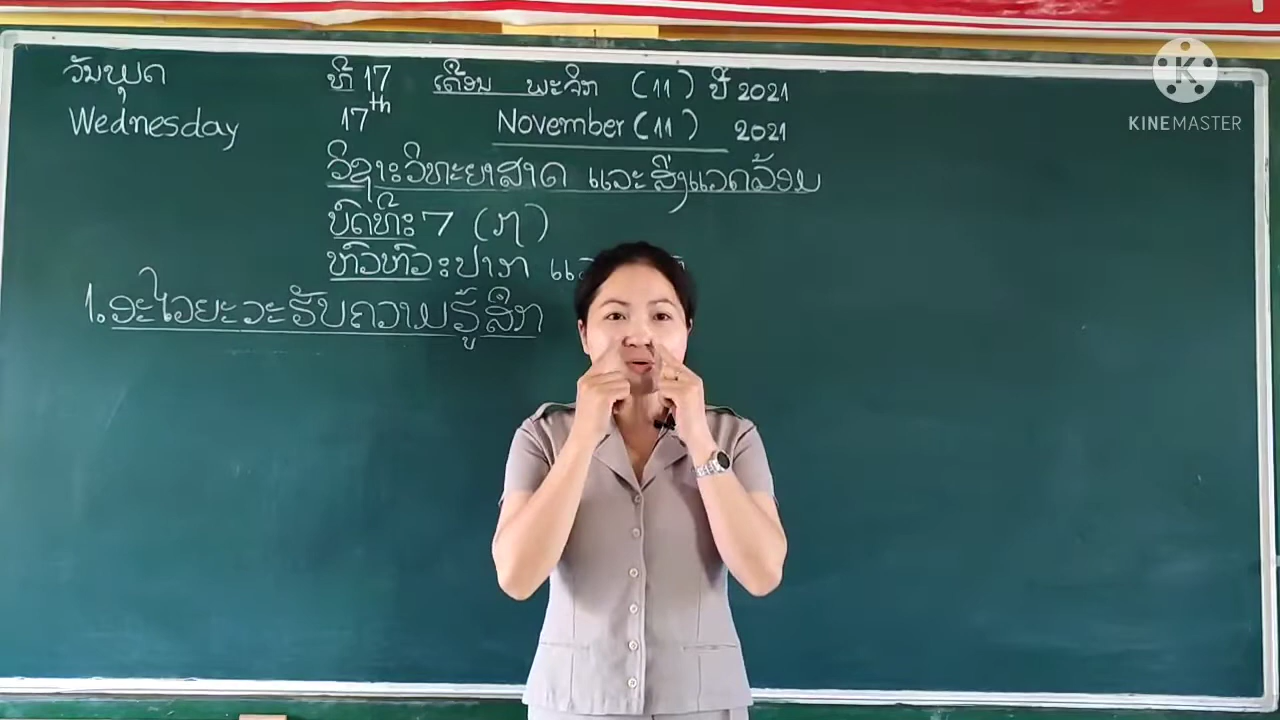 ວັນພຸດ ທີ 17 ເດືອນ ພະຈິກ (11) ປີ 2021
Wednesday 17th November (11) 2021
ວິຊາ: ວິທະຍາສາດ ແລະ ສິ່ງແວດລ້ອມ
ບົດທີ: 7 (ຕໍ່)
ຫົວຫົວ: ປາກ
1. ອະໄວຍະວະຮັບຄວາມຮູ້ສຶກ
KINEMASTER